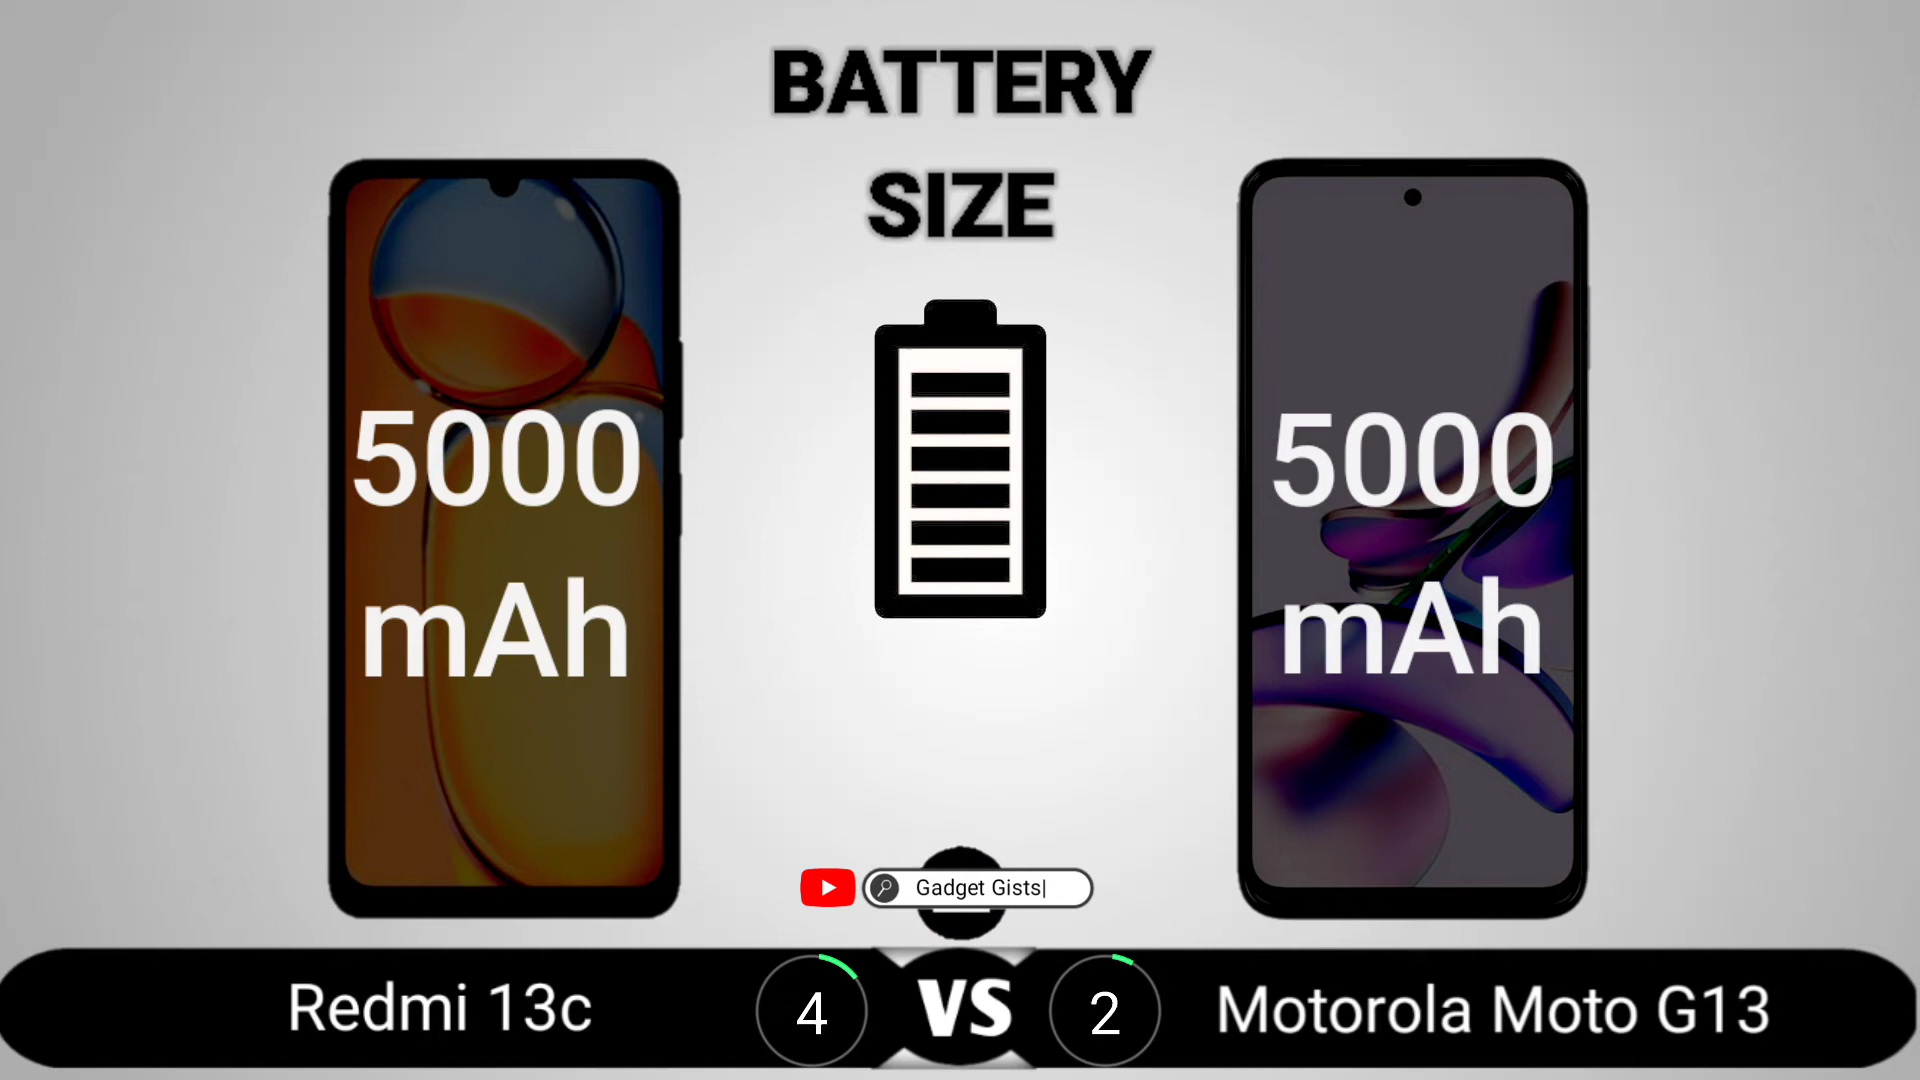 BATTERY
SIZE
5000
mAh
5000
mAh
Gadget Gists|
Redmi 13c
4
VS
2
Motorola Moto G13